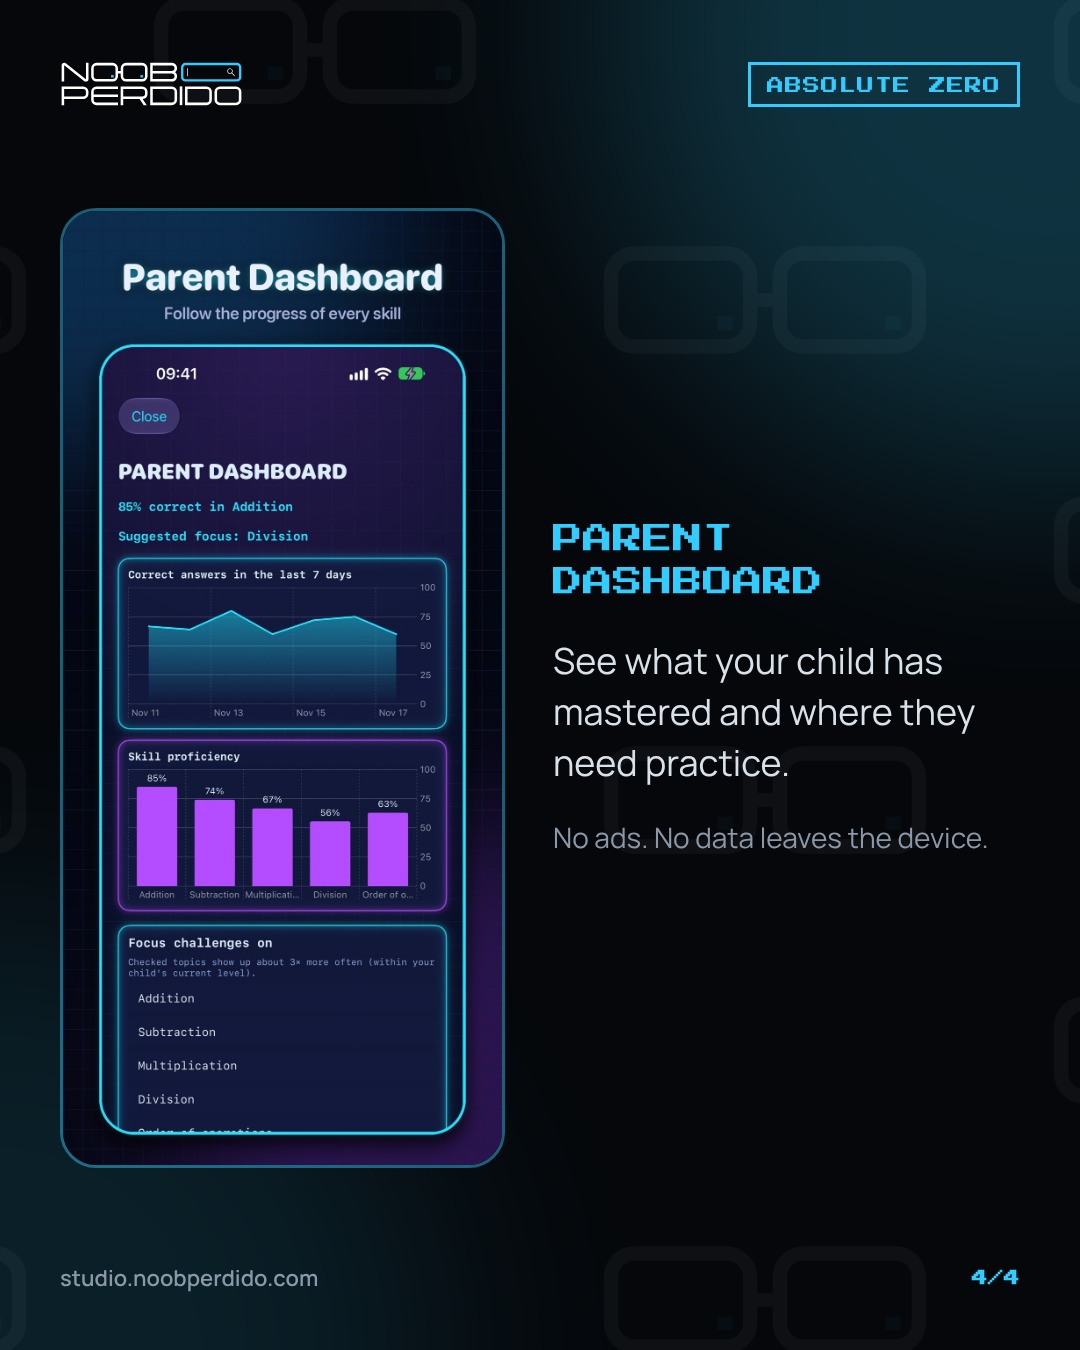 NOOB
PERDIDO
ABSOLUTE ZERO
Parent Dashboard
Follow the progress of every skill
09:41
Close
PARENT DASHBOARD
85% correct in Addition
Suggested focus: Division
Correct answers in the last 7 days
100
75
50
25
0
Nov 11 Nov 13 Nov 15 Nov 17
Skill proficiency
100
75
50
25
0
85% 74% 67% 56% 63%
Addition Subtraction Multiplicati... Division Order of o...
Focus challenges on
Checked topics show up about 3× more often (within your
child's current level).
Addition
Subtraction
Multiplication
Division
Order of operations
PARENT
DASHBOARD
See what your child has
mastered and where they
need practice.
No ads. No data leaves the device.
studio.noobperdido.com
4/4